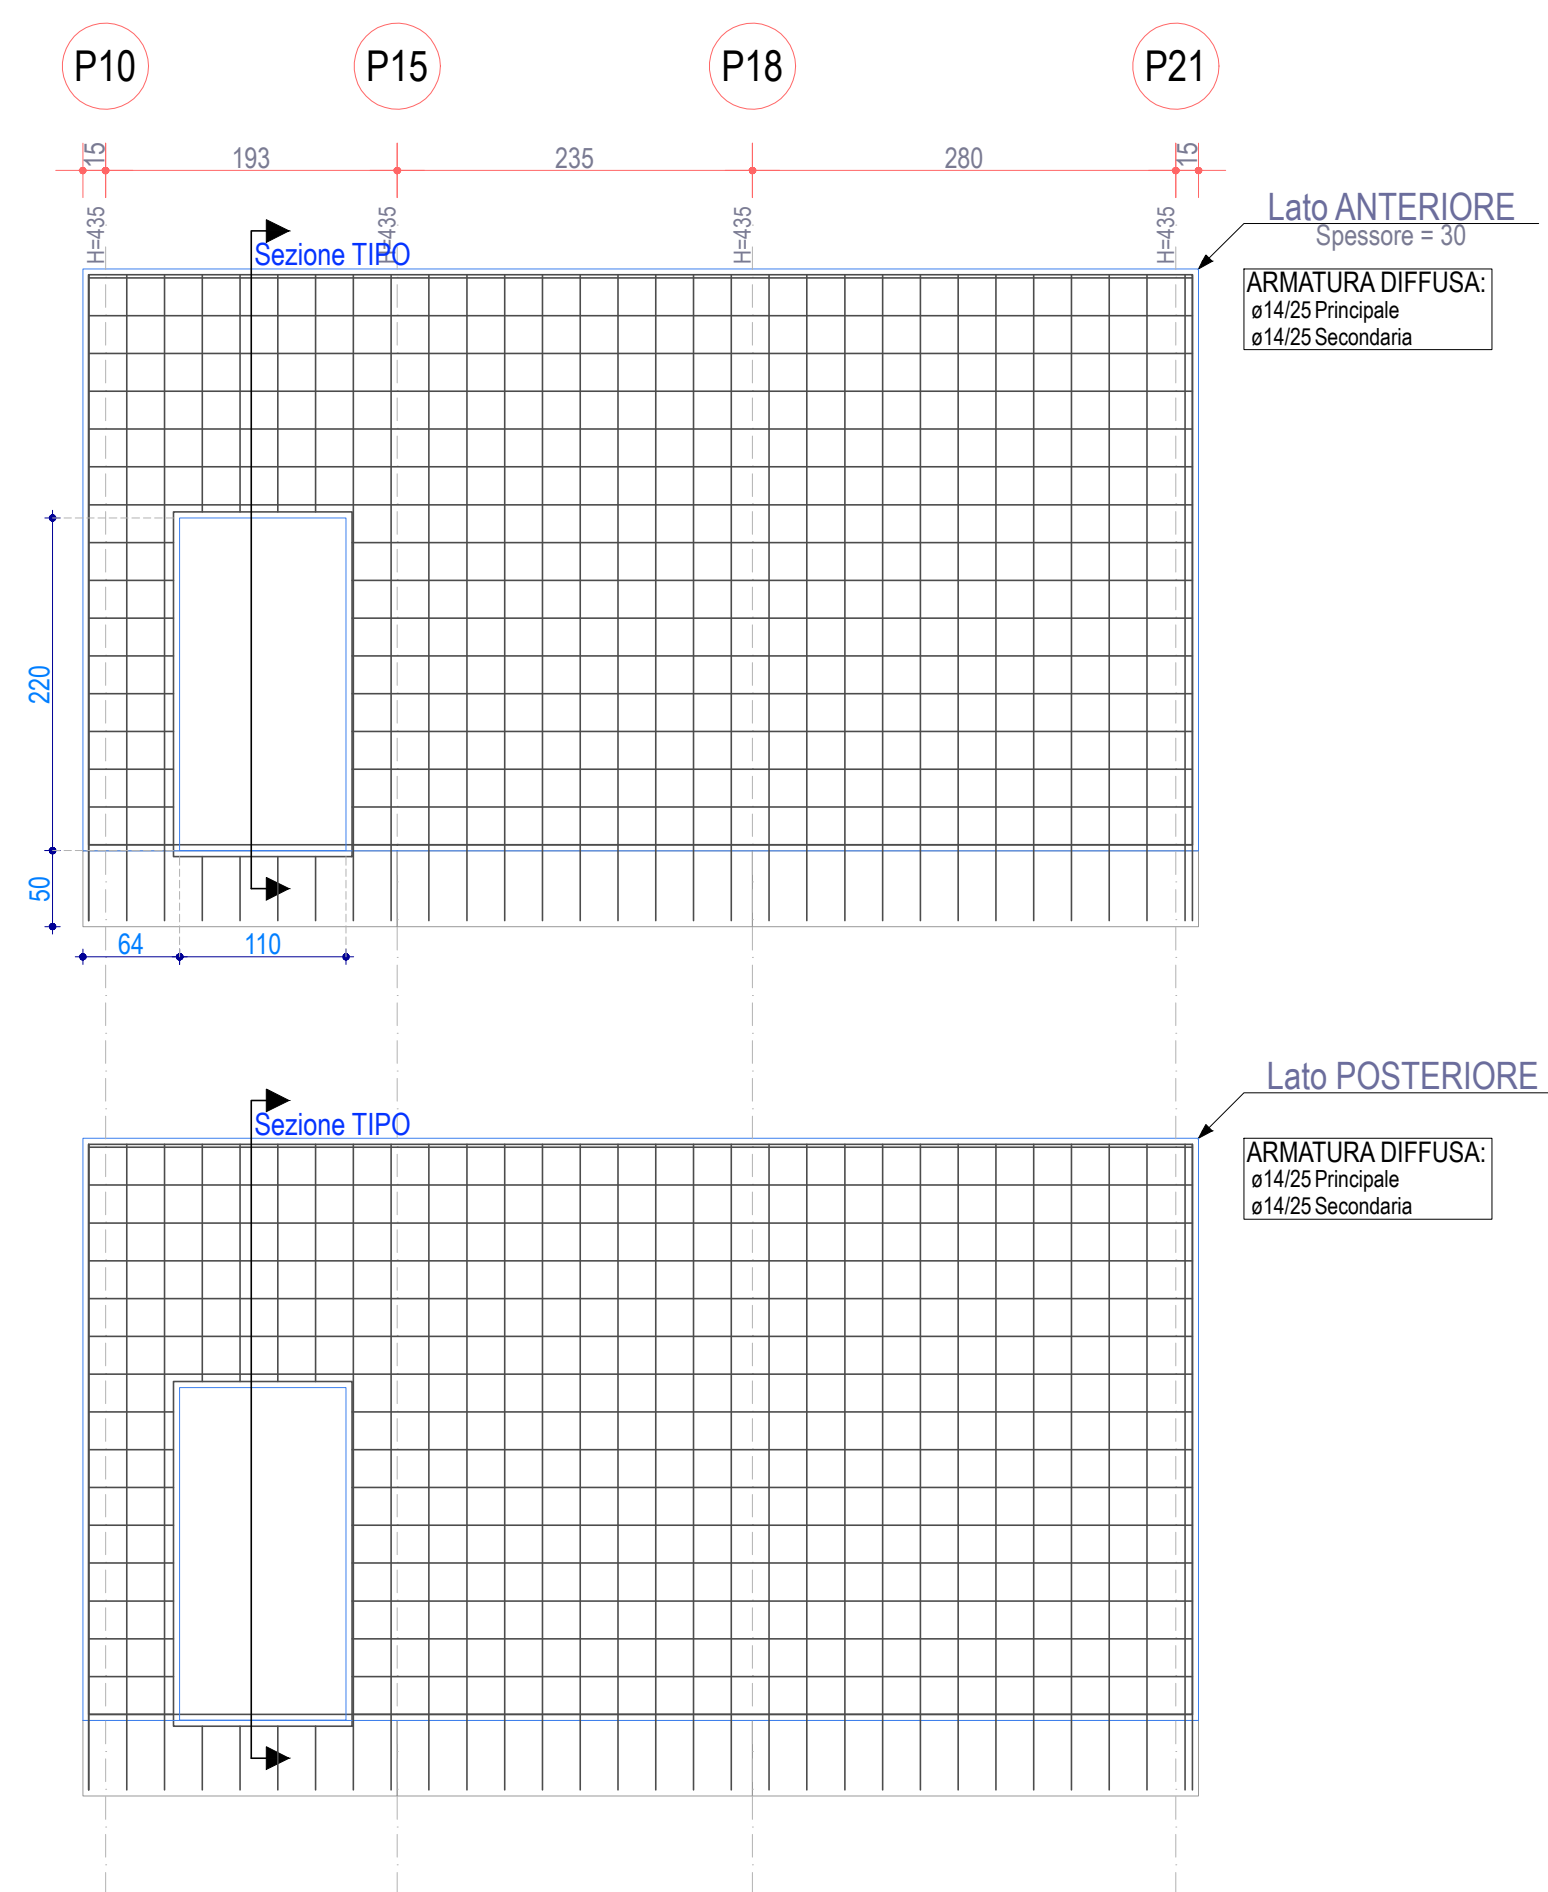 P10 P15 P18 P21
15 193 235 280 15
H=435 H=435 H=435 H=435
Lato ANTERIORE
Spessore = 30
Sezione TIPO
ARMATURA DIFFUSA:
ø14/25 Principale
ø14/25 Secondaria
220
50
64 110
Lato POSTERIORE
Sezione TIPO
ARMATURA DIFFUSA:
ø14/25 Principale
ø14/25 Secondaria